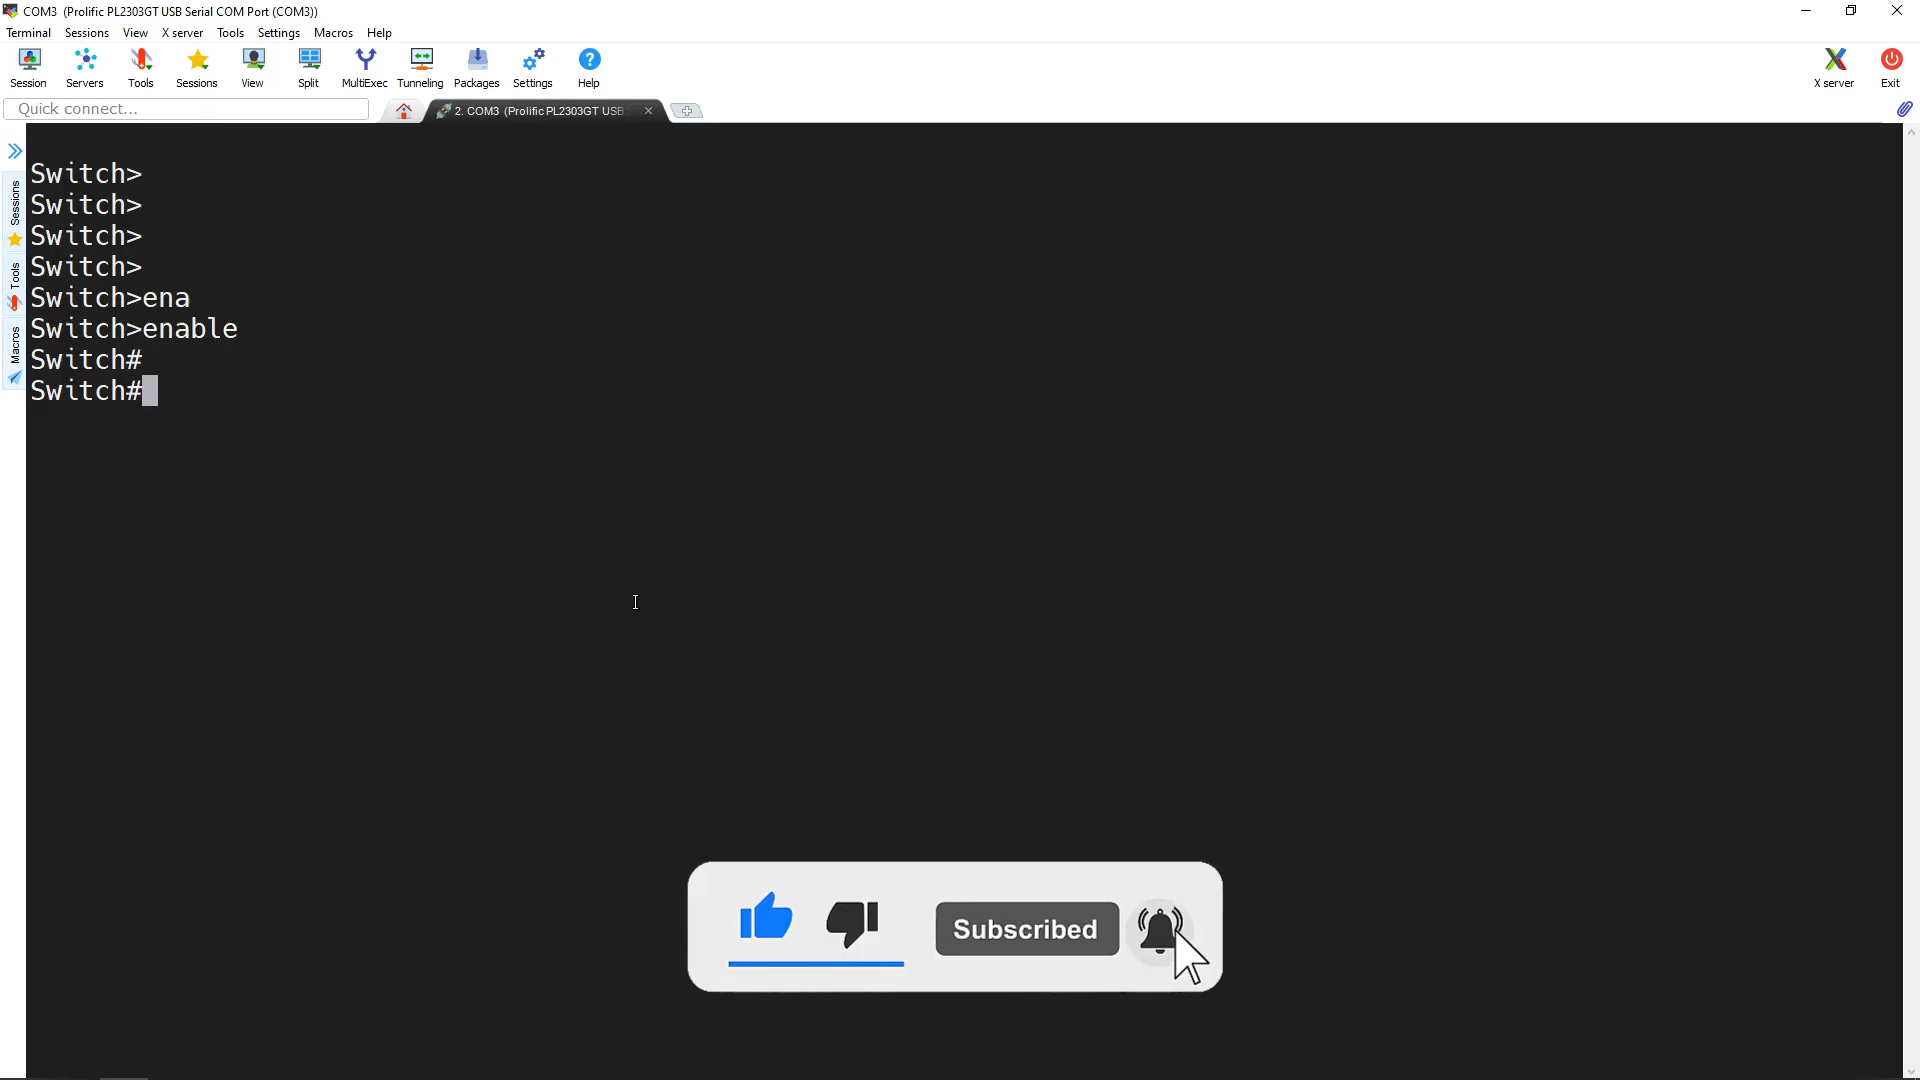 COM3 (Prolific PL2303GT USB Serial COM Port (COM3))
Terminal Sessions View X server Tools Settings Macros Help
Session Servers Tools Sessions View Split MultiExec Tunneling Packages Settings Help X server Exit
Quick connect...
2. COM3 (Prolific PL2303GT USB
Sessions
Tools
Macros
Switch>
Switch>
Switch>
Switch>
Switch>ena
Switch>enable
Switch#
Switch#
Subscribed